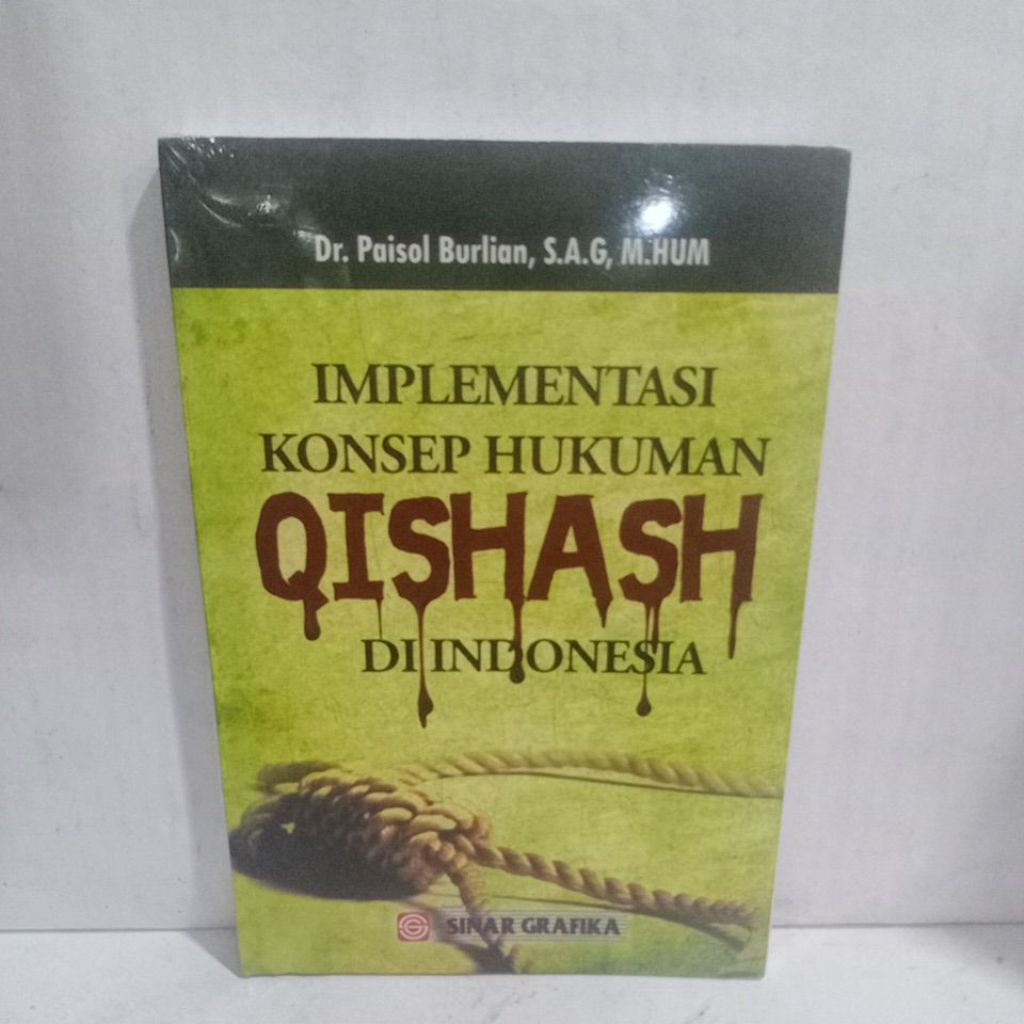 Dr. Paisol Burlian, S.A.G, M.HUM
IMPLEMENTASI
KONSEP HUKUMAN
QISHASH
DI INDONESIA
SINAR GRAFIKA